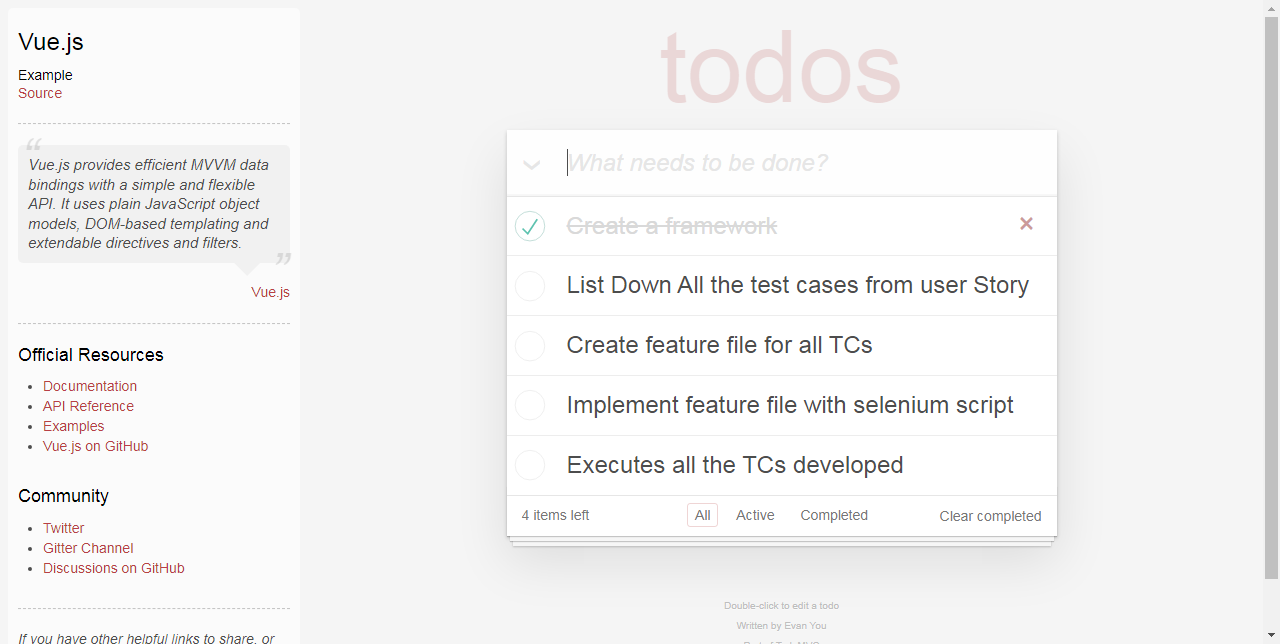 Vue.js
Example
Source
“
Vue.js provides efficient MVVM data
bindings with a simple and flexible
API. It uses plain JavaScript object
models, DOM-based templating and
extendable directives and filters.
”
Vue.js
Official Resources
Documentation
API Reference
Examples
Vue.js on GitHub
Community
Twitter
Gitter Channel
Discussions on GitHub
If you have other helpful links to share, or
todos
What needs to be done?
Create a framework
List Down All the test cases from user Story
Create feature file for all TCs
Implement feature file with selenium script
Executes all the TCs developed
4 items left
All
Active
Completed
Clear completed
Double-click to edit a todo
Written by Evan You